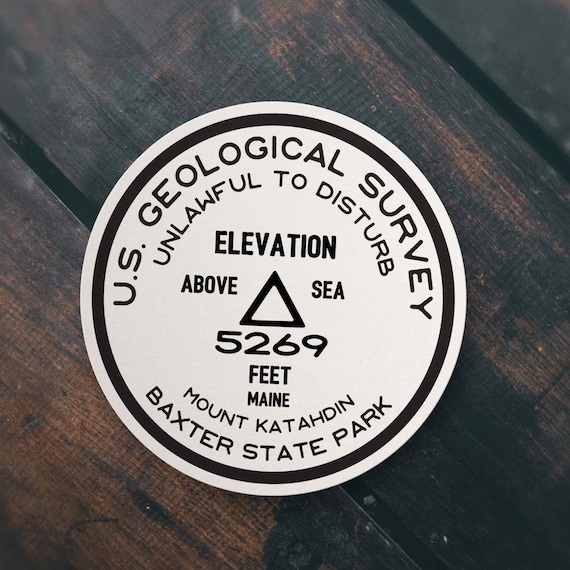 U.S. GEOLOGICAL SURVEY
UNLAWFUL TO DISTURB
ELEVATION
ABOVE SEA
5269
FEET
MAINE
MOUNT KATAHDIN
BAXTER STATE PARK